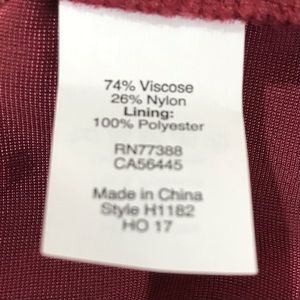 74% Viscose
26% Nylon
Lining:
100% Polyester
RN77388
CA56445
Made in China
Style H1182
HO 17